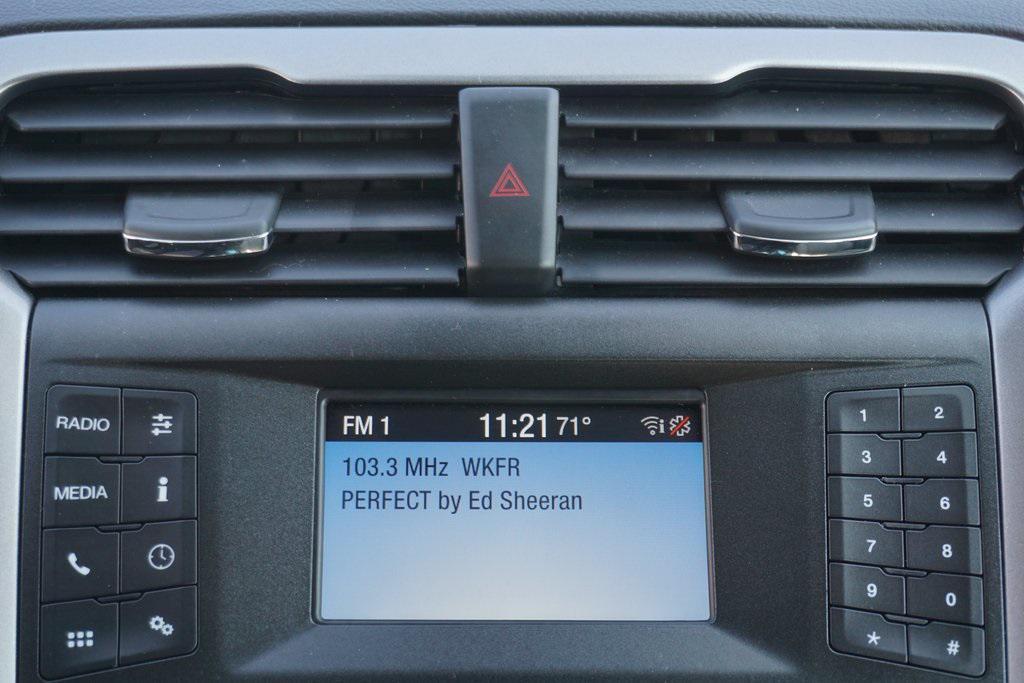 FM 1 11:21 71°
103.3 MHz WKFR
PERFECT by Ed Sheeran
RADIO
MEDIA
i
1 2
3 4
5 6
7 8
9 0
* #